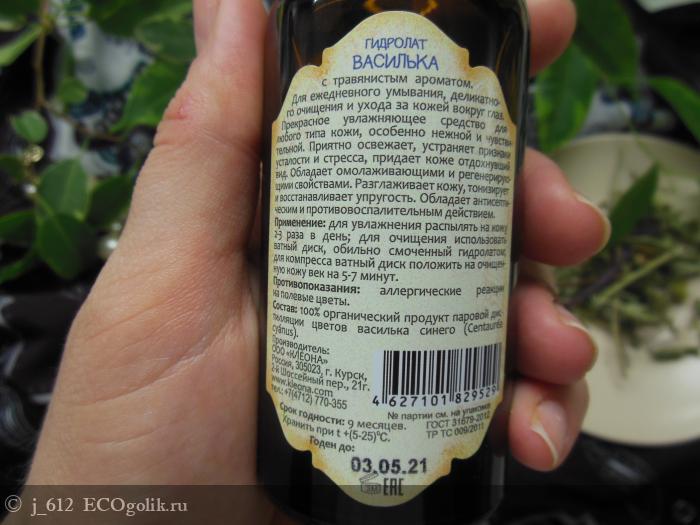 ГИДРОЛАТ
ВАСИЛЬКА
с травянистым ароматом.
Для ежедневного умывания, деликатно-
го очищения и ухода за кожей вокруг глаз.
Прекрасное увлажняющее средство для
любого типа кожи, особенно нежной и чувстви-
тельной. Приятно освежает, устраняет признаки
усталости и стресса, придает коже отдохнувший
вид. Обладает омолаживающими и регенерирую-
щими свойствами. Разглаживает кожу, тонизирует
и восстанавливает упругость. Обладает антисепти-
ческим и противовоспалительным действием.
Применение: для увлажнения распылять на кожу
2-3 раза в день; для очищения использовать
ватный диск, обильно смоченный гидролатом;
для компресса ватный диск положить на очищен-
ную кожу век на 5-7 минут.
Противопоказания: аллергические реакции
на полевые цветы.
Состав: 100% органический продукт паровой дис-
тилляции цветов василька синего (Centaurea
cyánus).
Производитель:
ООО «КЛЕОНА»
Россия, 305023, г. Курск,
2-й Шоссейный пер., 21г.
www.kleona.com
тел.: +7(4712) 770-355
4 627101 829529
Срок годности: 9 месяцев.
Хранить при t +(5-25)°C.
Годен до:
№ партии см. на упаковке
ГОСТ 31679-2012
ТР ТС 009/2011
03.05.21
EAC
j_612 ECOgolik.ru